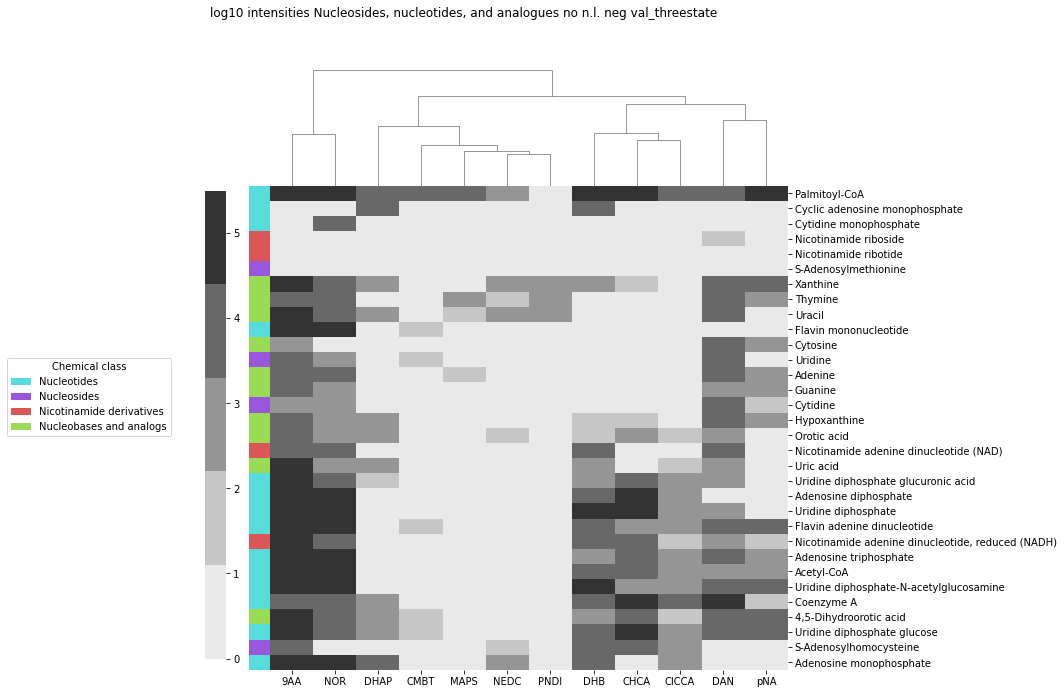 log10 intensities Nucleosides, nucleotides, and analogues no n.l. neg val_threestate
5
4
3
2
1
0
Chemical class
Nucleotides
Nucleosides
Nicotinamide derivatives
Nucleobases and analogs
Palmitoyl-CoA
Cyclic adenosine monophosphate
Cytidine monophosphate
Nicotinamide riboside
Nicotinamide ribotide
S-Adenosylmethionine
Xanthine
Thymine
Uracil
Flavin mononucleotide
Cytosine
Uridine
Adenine
Guanine
Cytidine
Hypoxanthine
Orotic acid
Nicotinamide adenine dinucleotide (NAD)
Uric acid
Uridine diphosphate glucuronic acid
Adenosine diphosphate
Uridine diphosphate
Flavin adenine dinucleotide
Nicotinamide adenine dinucleotide, reduced (NADH)
Adenosine triphosphate
Acetyl-CoA
Uridine diphosphate-N-acetylglucosamine
Coenzyme A
4,5-Dihydroorotic acid
Uridine diphosphate glucose
S-Adenosylhomocysteine
Adenosine monophosphate
9AA NOR DHAP CMBT MAPS NEDC PNDI DHB CHCA ClCCA DAN pNA